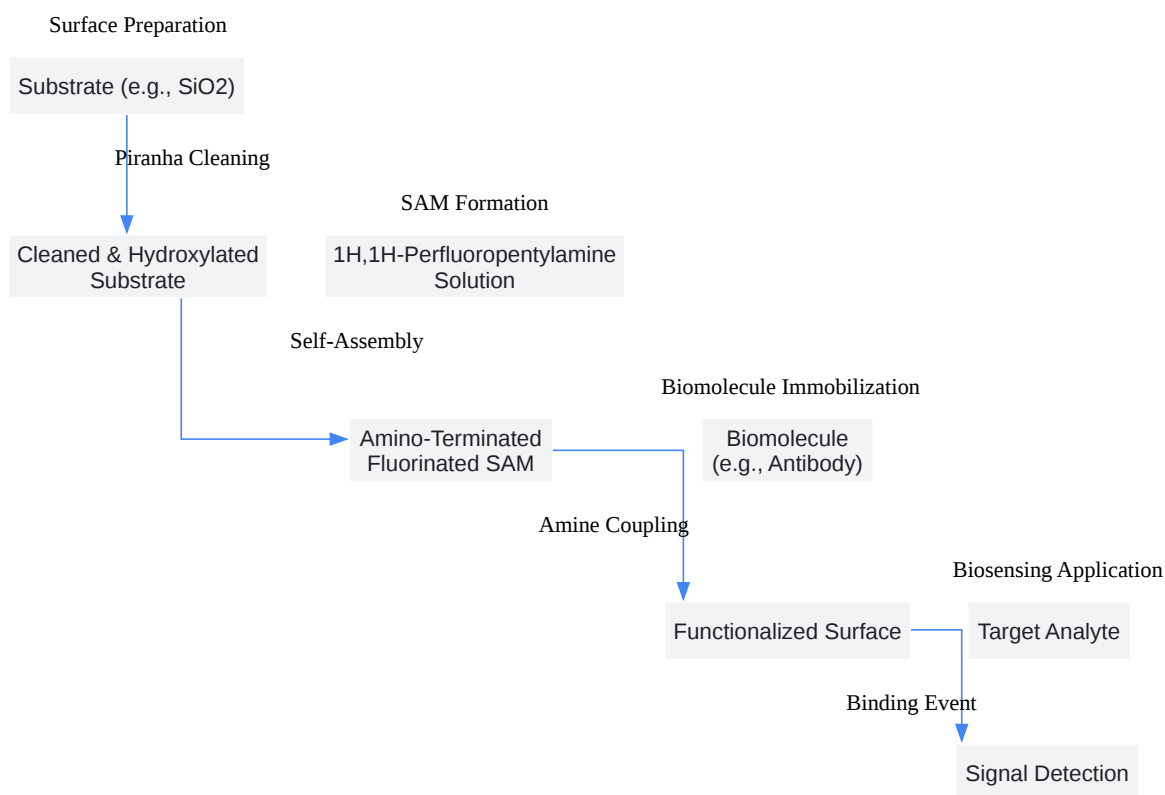 Surface Preparation
Substrate (e.g., SiO2)
Piranha Cleaning
SAM Formation
Cleaned & Hydroxylated
Substrate
1H,1H-Perfluoropentylamine
Solution
Self-Assembly
Biomolecule Immobilization
Amino-Terminated
Fluorinated SAM
Biomolecule
(e.g., Antibody)
Amine Coupling
Biosensing Application
Functionalized Surface
Target Analyte
Binding Event
Signal Detection